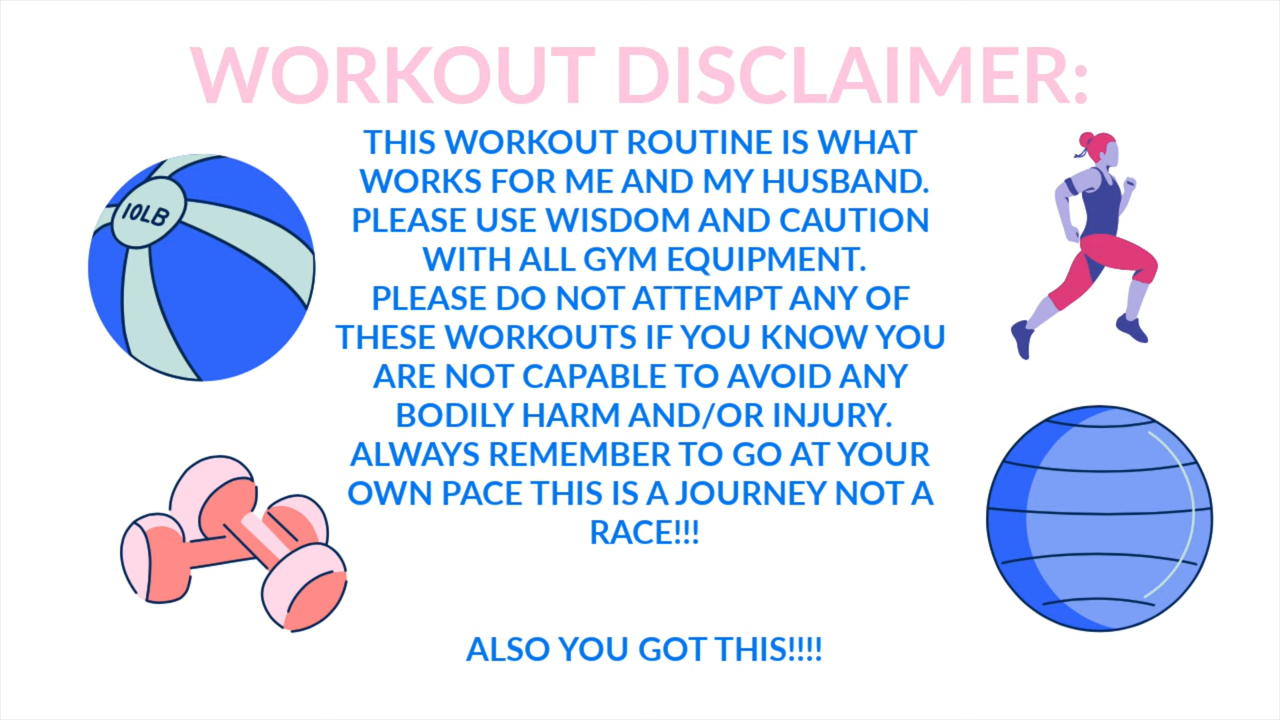 WORKOUT DISCLAIMER:
THIS WORKOUT ROUTINE IS WHAT
WORKS FOR ME AND MY HUSBAND.
PLEASE USE WISDOM AND CAUTION
WITH ALL GYM EQUIPMENT.
PLEASE DO NOT ATTEMPT ANY OF
THESE WORKOUTS IF YOU KNOW YOU
ARE NOT CAPABLE TO AVOID ANY
BODILY HARM AND/OR INJURY.
ALWAYS REMEMBER TO GO AT YOUR
OWN PACE THIS IS A JOURNEY NOT A
RACE!!!
ALSO YOU GOT THIS!!!!
10LB